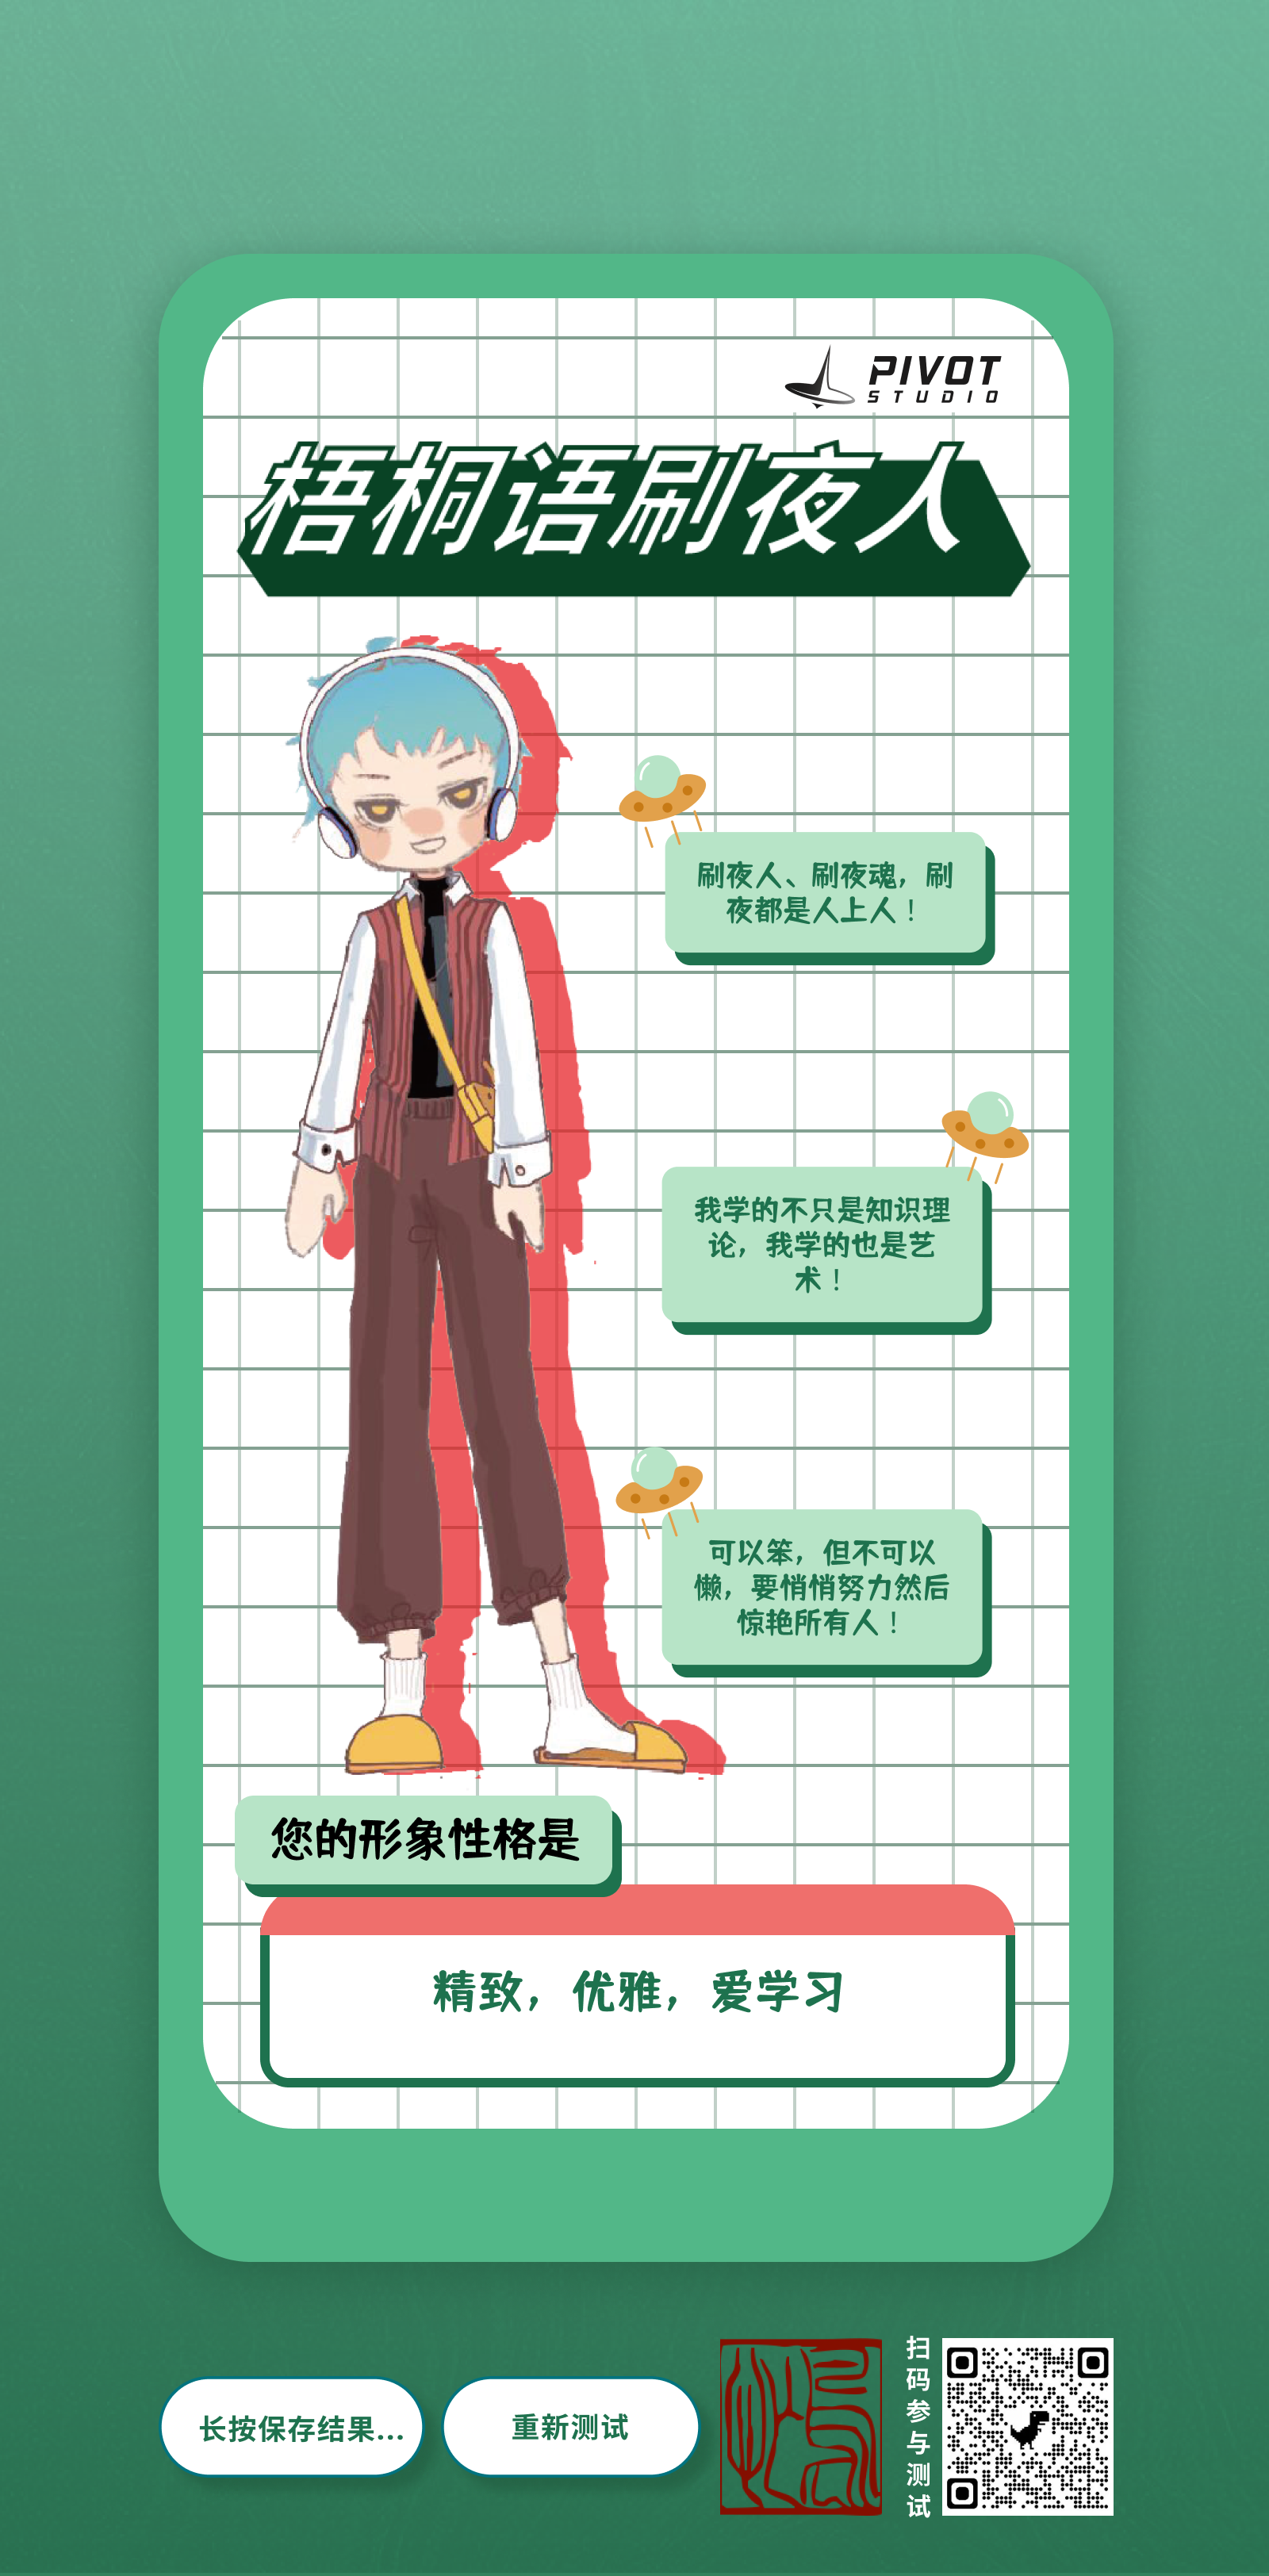 PIVOT
STUDIO
梧桐语刷夜人
刷夜人、刷夜魂，刷
夜都是人上人！
我学的不只是知识理
论，我学的也是艺
术！
可以笨，但不可以
懒，要悄悄努力然后
惊艳所有人！
您的形象性格是
精致，优雅，爱学习
长按保存结果...
重新测试
扫码参与测试